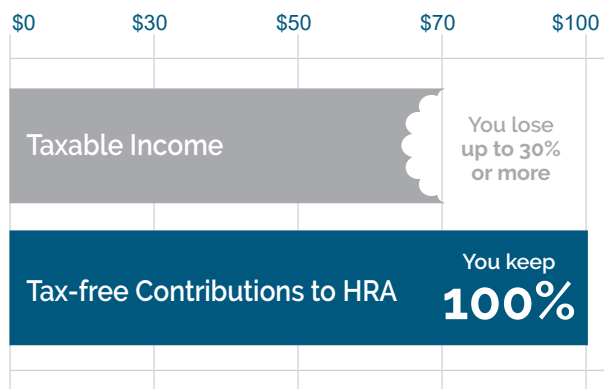 $0 $30 $50 $70 $100
Taxable Income
You lose
up to 30%
or more
Tax-free Contributions to HRA
You keep
100%